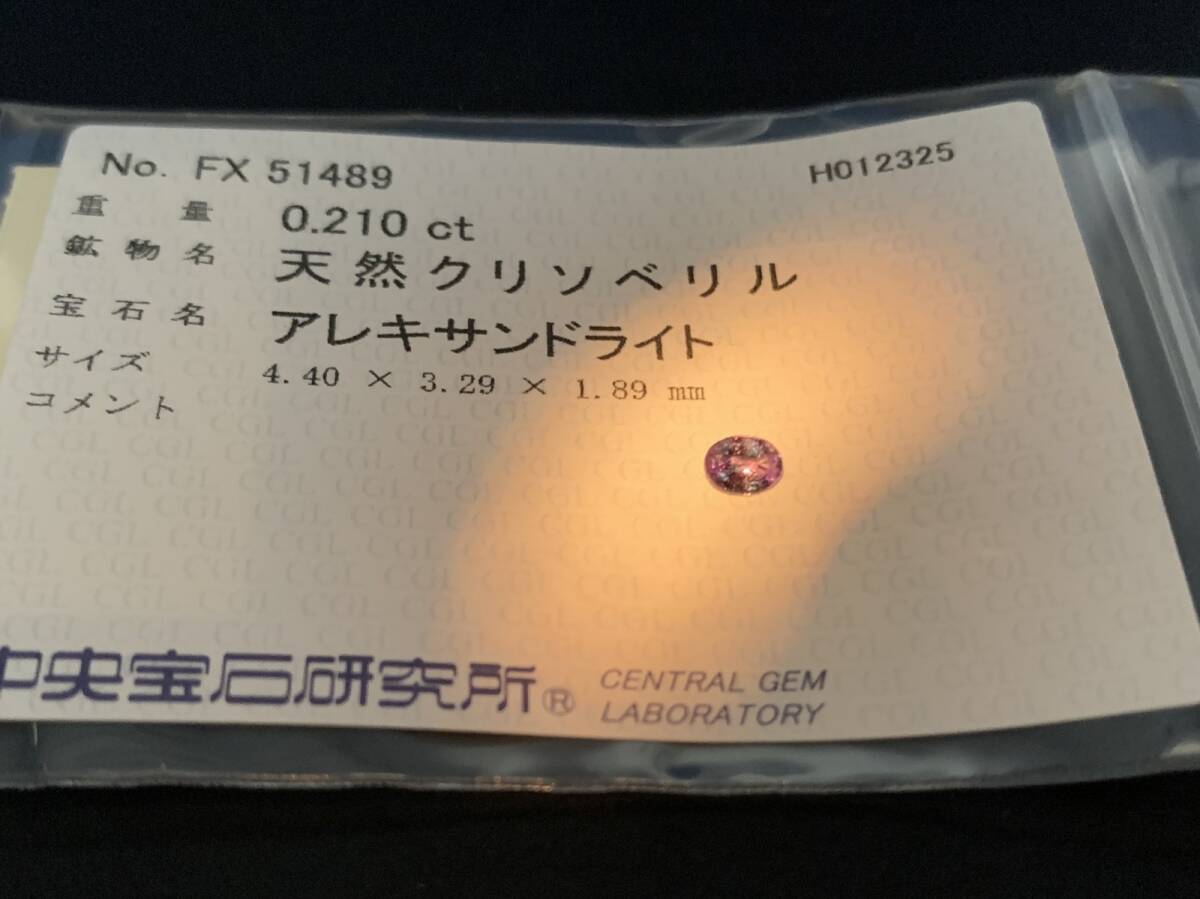 No. FX 51489
H012325
重量 0.210 ct
鉱物名 天然クリソベリル
宝石名 アレキサンドライト
サイズ 4.40 × 3.29 × 1.89 mm
コメント
中央宝石研究所®
CENTRAL GEM
LABORATORY